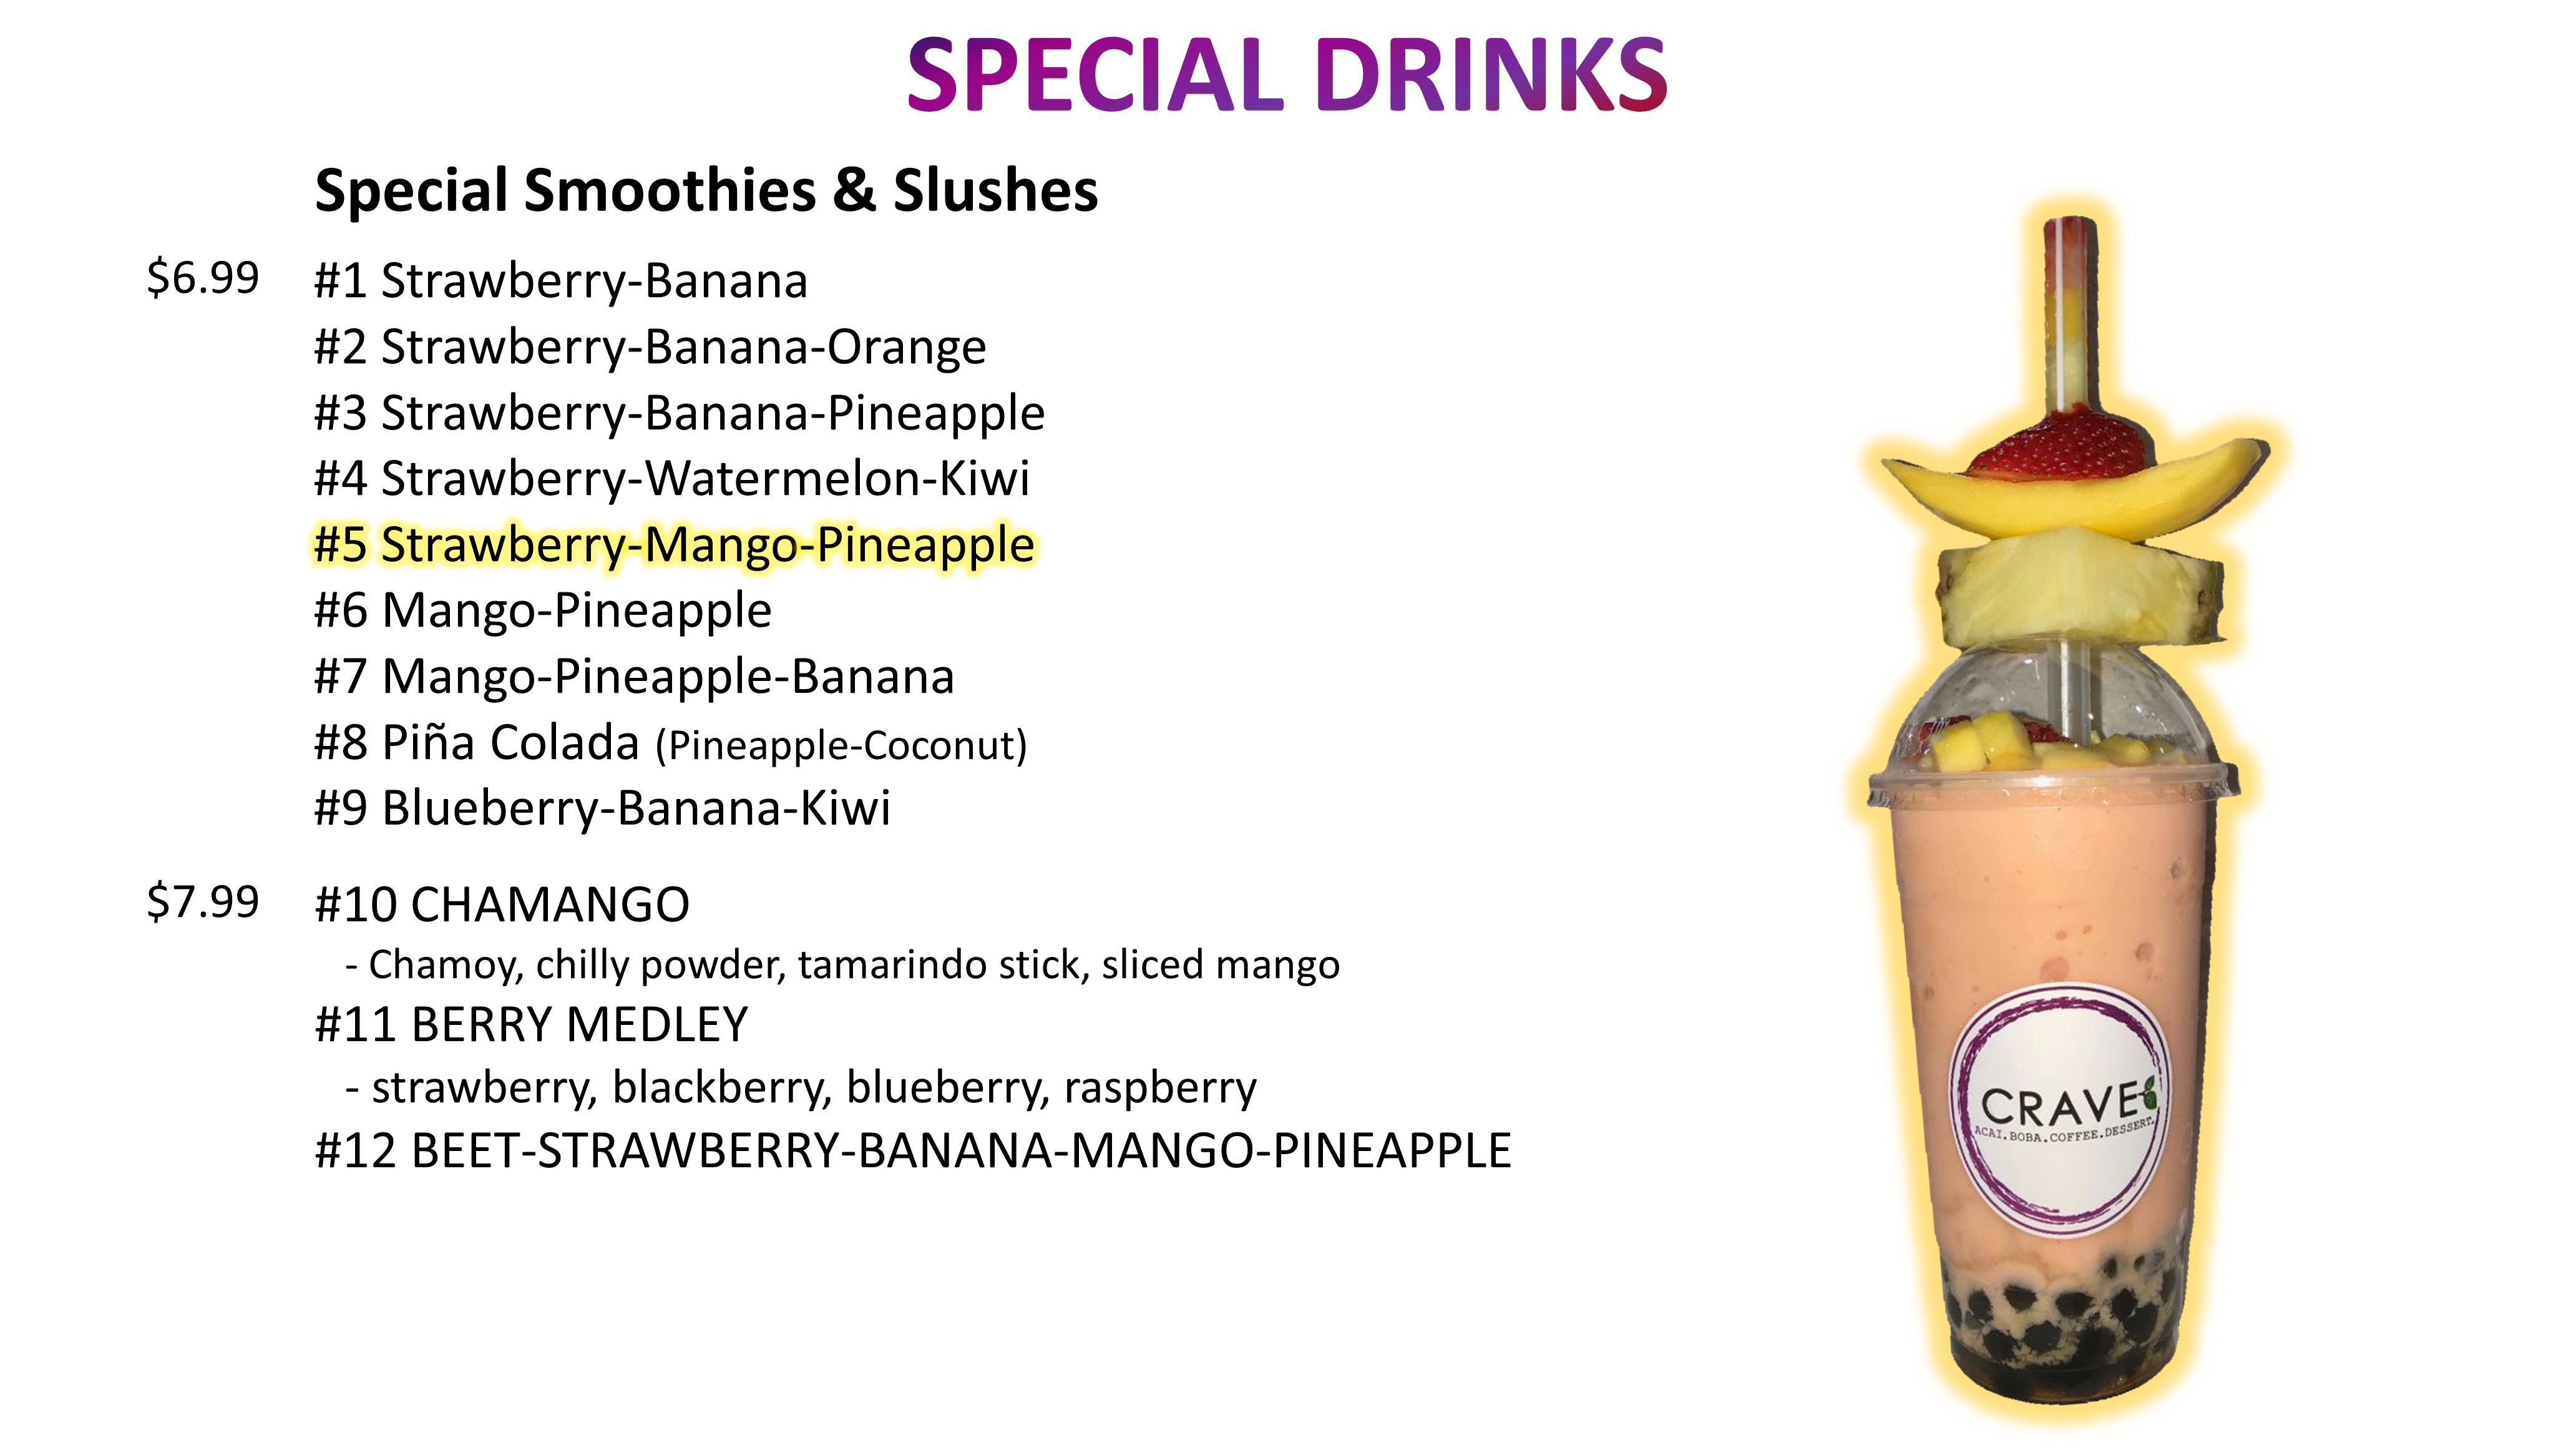 SPECIAL DRINKS
Special Smoothies & Slushes
$6.99 #1 Strawberry-Banana
#2 Strawberry-Banana-Orange
#3 Strawberry-Banana-Pineapple
#4 Strawberry-Watermelon-Kiwi
#5 Strawberry-Mango-Pineapple
#6 Mango-Pineapple
#7 Mango-Pineapple-Banana
#8 Piña Colada (Pineapple-Coconut)
#9 Blueberry-Banana-Kiwi
$7.99 #10 CHAMANGO
- Chamoy, chilly powder, tamarindo stick, sliced mango
#11 BERRY MEDLEY
- strawberry, blackberry, blueberry, raspberry
#12 BEET-STRAWBERRY-BANANA-MANGO-PINEAPPLE
CRAVE
ACAI.BOBA.COFFEE.DESSERT.